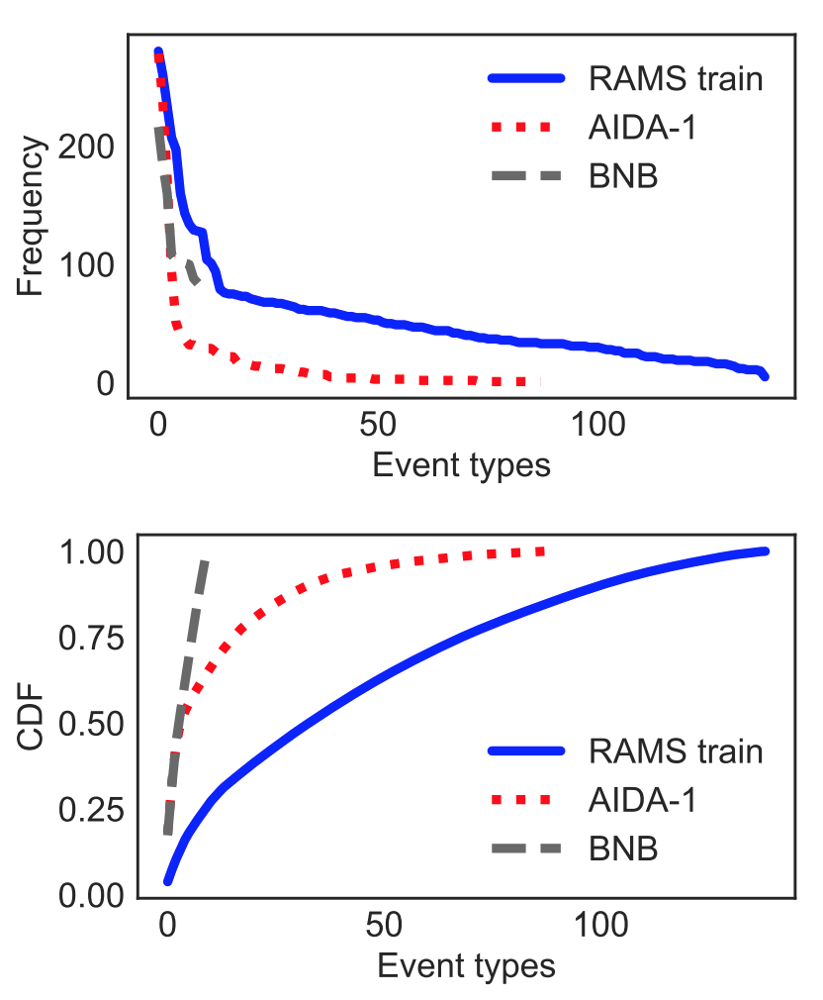 Frequency
200
100
0
RAMS train
AIDA-1
BNB
0 50 100
Event types
CDF
1.00
0.75
0.50
0.25
0.00
RAMS train
AIDA-1
BNB
0 50 100
Event types